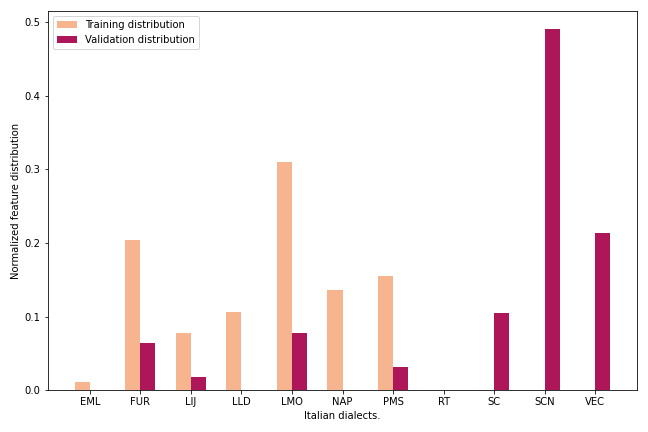 Training distribution
Validation distribution
Normalized feature distribution
0.5
0.4
0.3
0.2
0.1
0.0
EML FUR LIJ LLD LMO NAP PMS RT SC SCN VEC
Italian dialects.